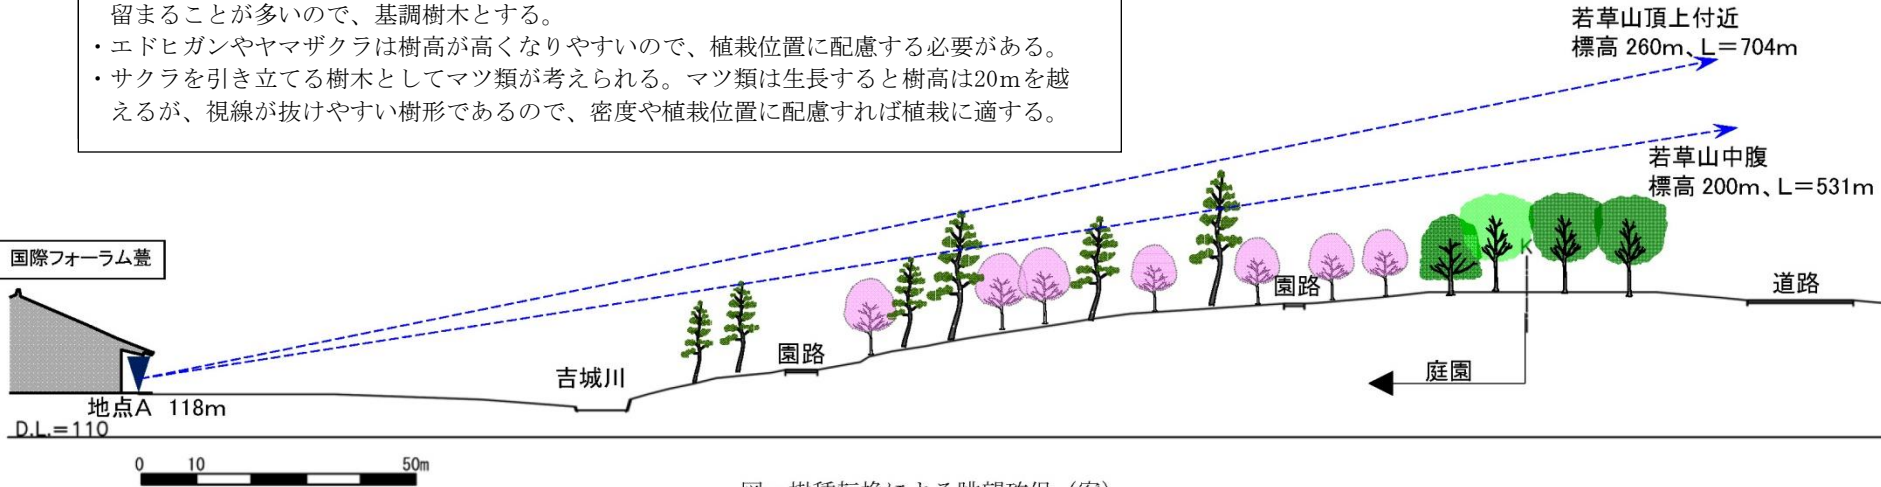 留まることが多いので、基調樹木とする。
・エドヒガンやヤマザクラは樹高が高くなりやすいので、植栽位置に配慮する必要がある。
・サクラを引き立てる樹木としてマツ類が考えられる。マツ類は生長すると樹高は20mを越
えるが、視線が抜けやすい樹形であるので、密度や植栽位置に配慮すれば植栽に適する。
若草山頂上付近
標高 260m、L=704m
若草山中腹
標高 200m、L=531m
国際フォーラム甍
園路
道路
園路
吉城川
庭園
地点A 118m
D.L.=110
0 10 50m